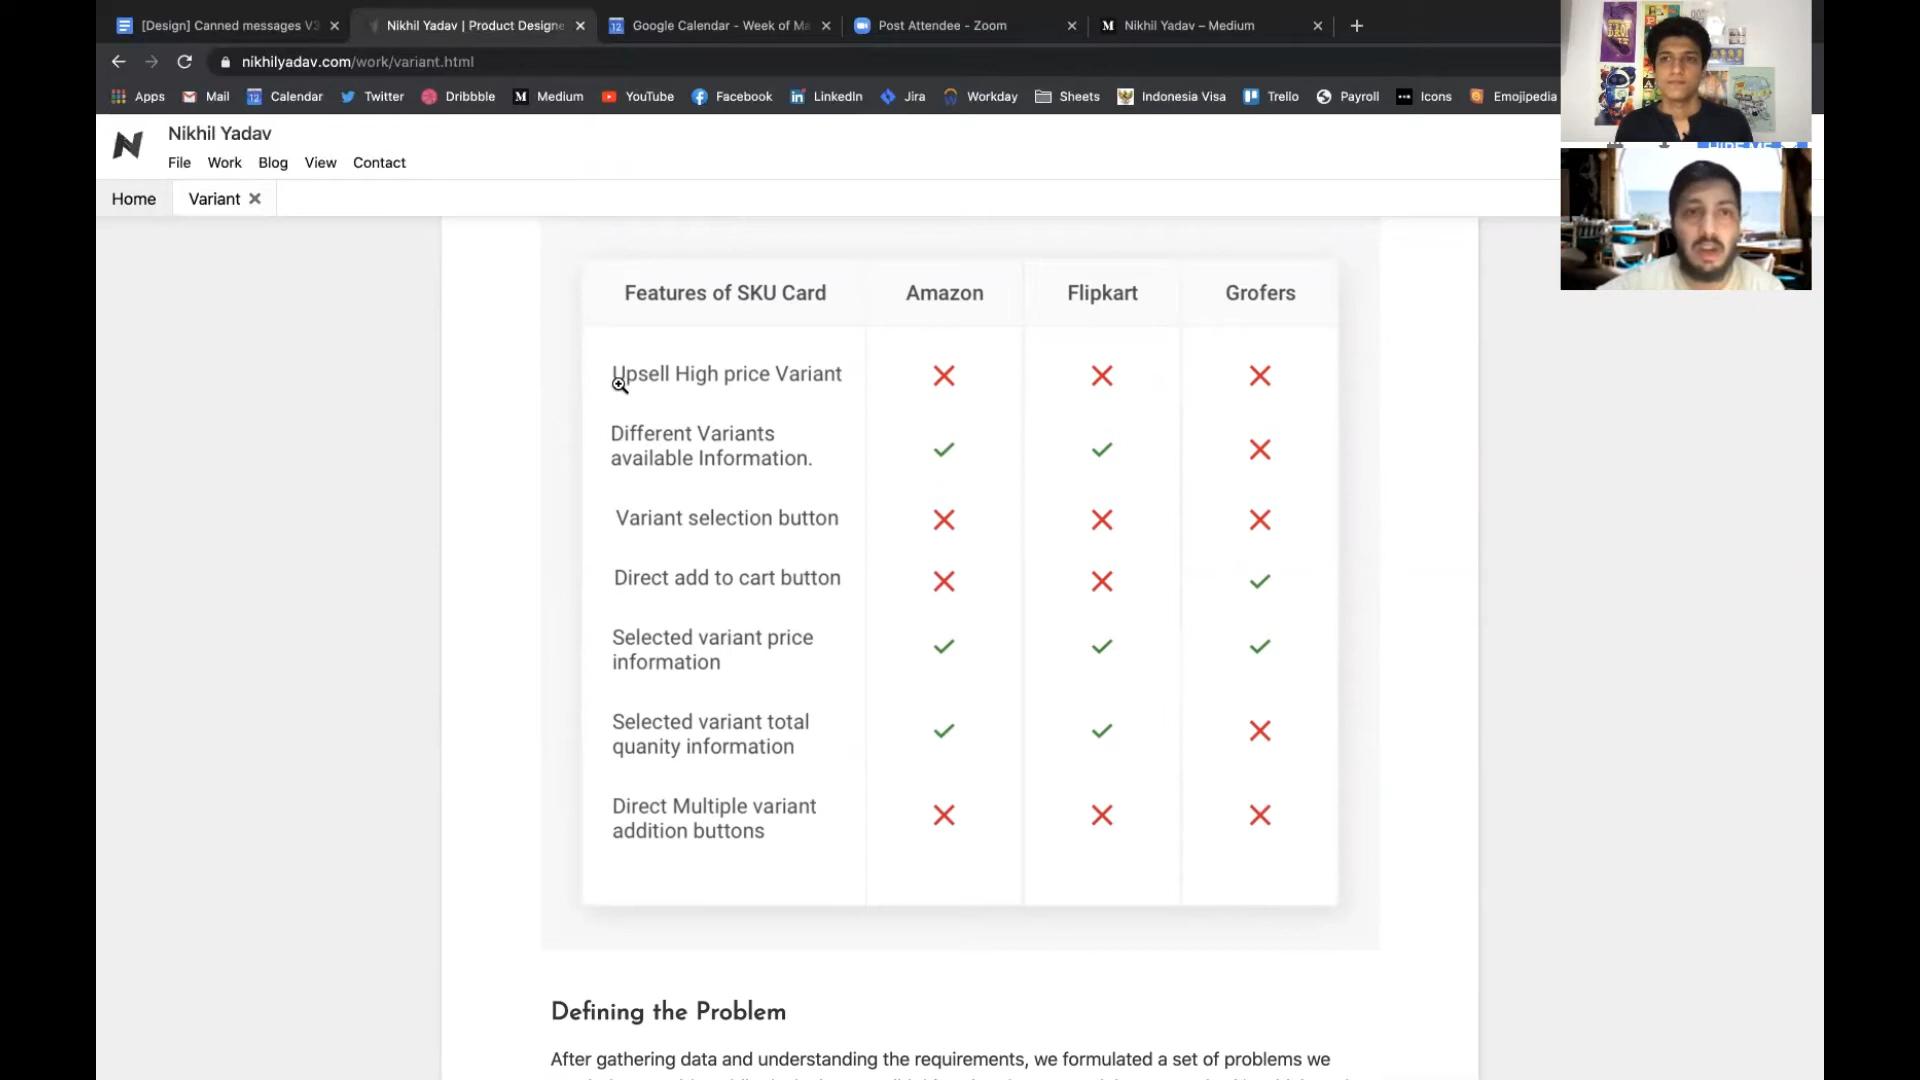 [Design] Canned messages V3
Nikhil Yadav | Product Designe
Google Calendar - Week of Ma
Post Attendee - Zoom
Nikhil Yadav – Medium
nikhilyadav.com/work/variant.html
Apps Mail Calendar Twitter Dribbble Medium YouTube Facebook LinkedIn Jira Workday Sheets Indonesia Visa Trello Payroll Icons Emojipedia
Nikhil Yadav
File Work Blog View Contact
HIRE ME
Home Variant
Features of SKU Card Amazon Flipkart Grofers
Upsell High price Variant
Different Variants
available Information.
Variant selection button
Direct add to cart button
Selected variant price
information
Selected variant total
quanity information
Direct Multiple variant
addition buttons
Defining the Problem
After gathering data and understanding the requirements, we formulated a set of problems we